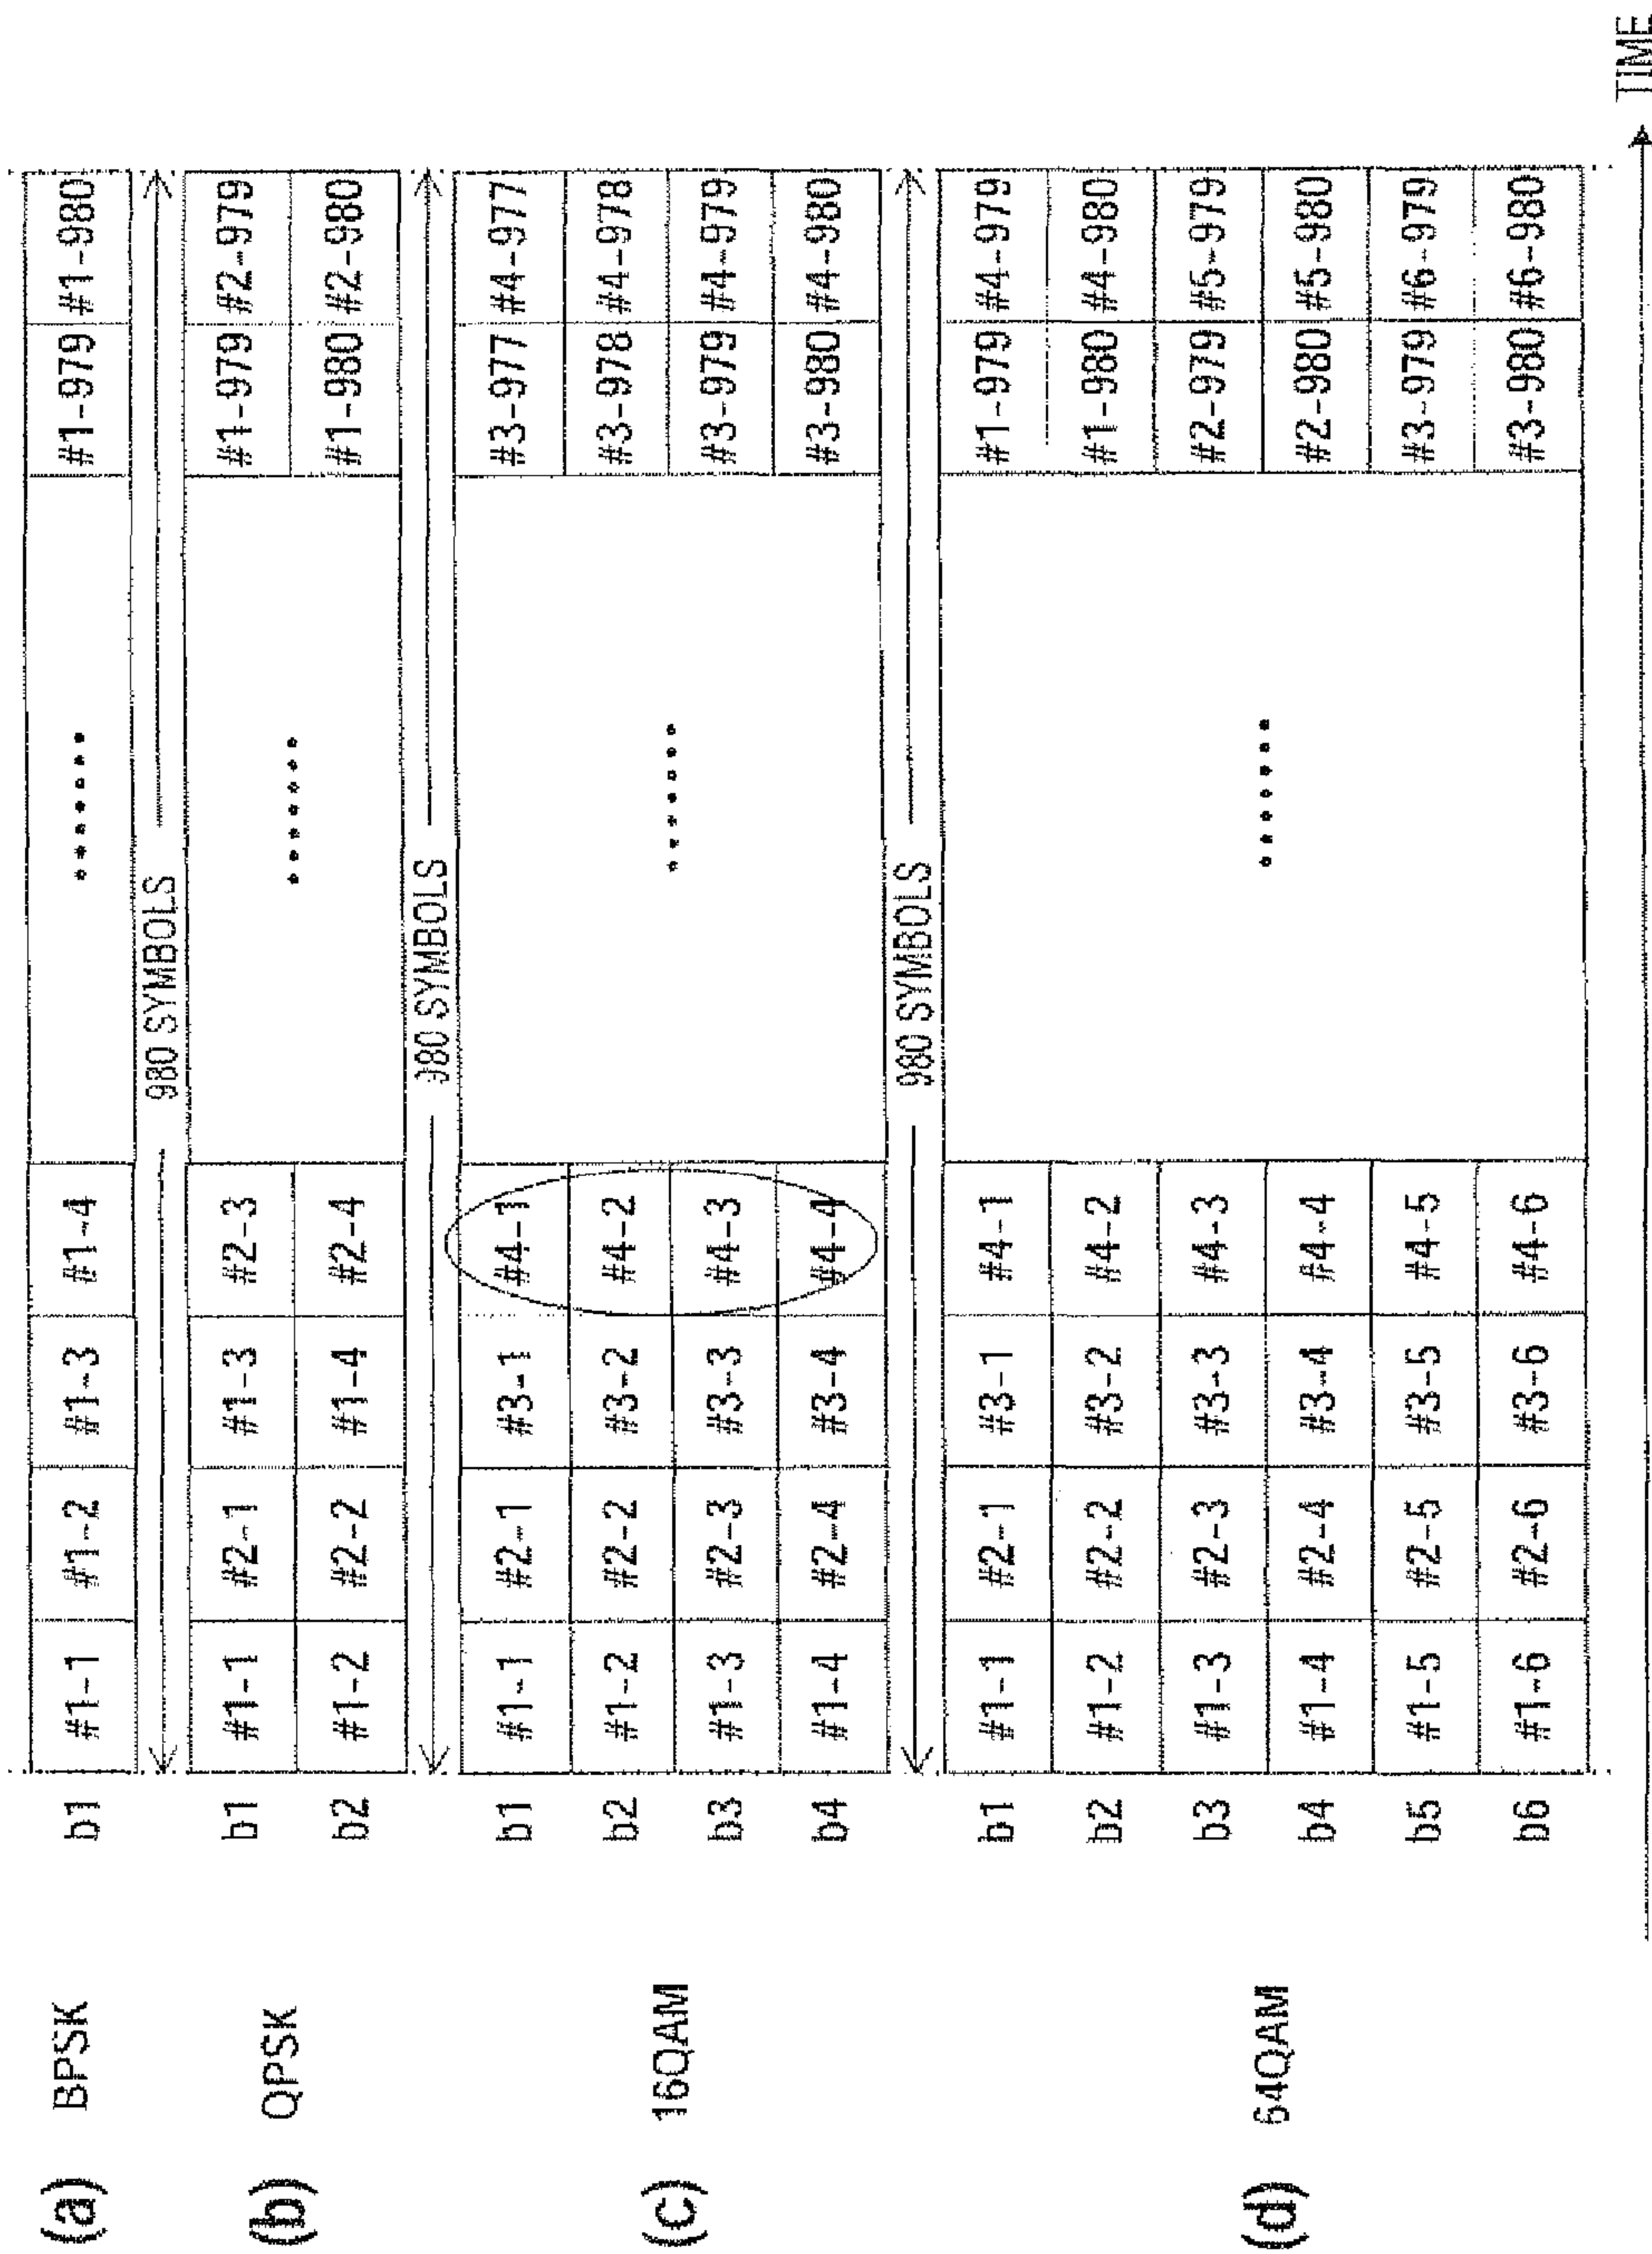 (a) BPSK
b1 #1-1 #1-2 #1-3 #1-4 ...... #1-979 #1-980
980 SYMBOLS
(b) QPSK
b1 #1-1 #2-1 #1-3 #2-3 ...... #1-979 #2-979
b2 #1-2 #2-2 #1-4 #2-4 #1-980 #2-980
980 SYMBOLS
(c) 16QAM
b1 #1-1 #2-1 #3-1 #4-1 ...... #3-977 #4-977
b2 #1-2 #2-2 #3-2 #4-2 #3-978 #4-978
b3 #1-3 #2-3 #3-3 #4-3 #3-979 #4-979
b4 #1-4 #2-4 #3-4 #4-4 #3-980 #4-980
980 SYMBOLS
(d) 64QAM
b1 #1-1 #2-1 #3-1 #4-1 ...... #1-979 #4-979
b2 #1-2 #2-2 #3-2 #4-2 #1-980 #4-980
b3 #1-3 #2-3 #3-3 #4-3 #2-979 #5-979
b4 #1-4 #2-4 #3-4 #4-4 #2-980 #5-980
b5 #1-5 #2-5 #3-5 #4-5 #3-979 #6-979
b6 #1-6 #2-6 #3-6 #4-6 #3-980 #6-980
TIME